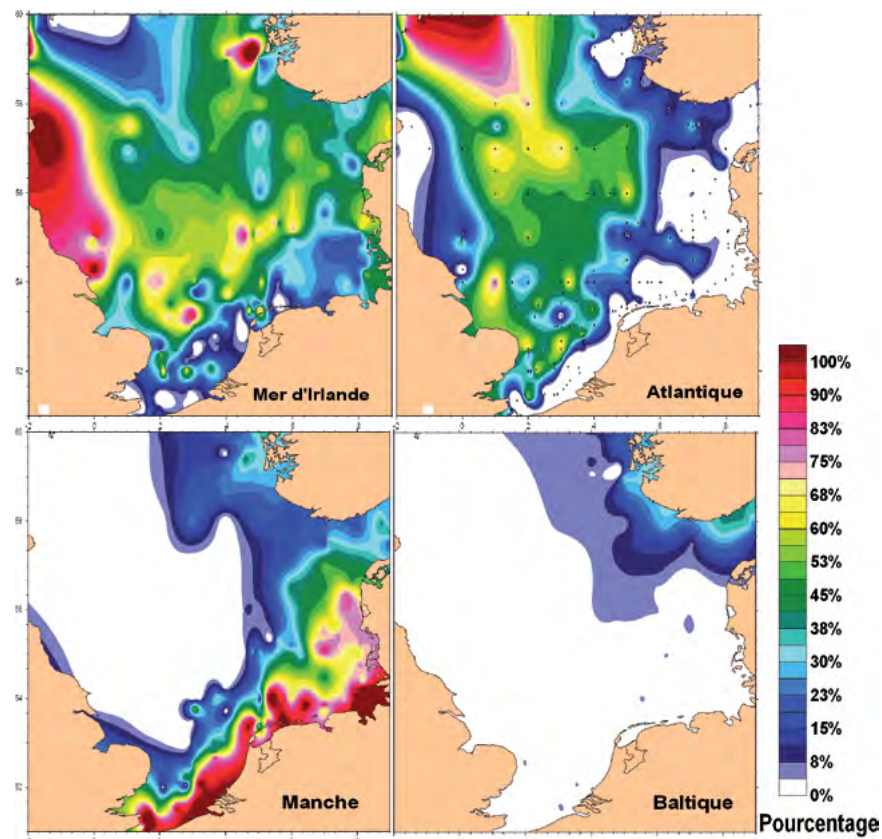 Mer d'Irlande
Atlantique
Manche
Baltique
100%
90%
83%
75%
68%
60%
53%
45%
38%
30%
23%
15%
8%
0%
Pourcentage